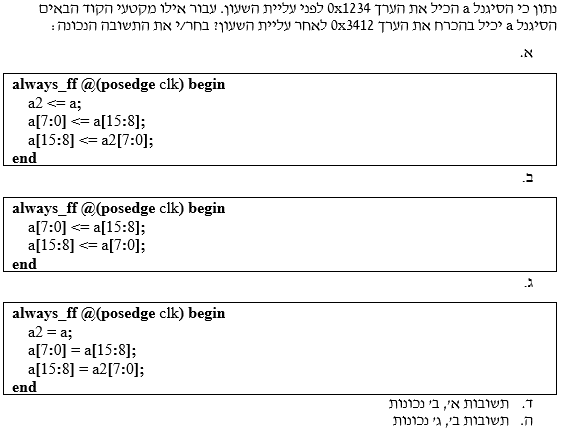 נתון כי הסיגנל a הכיל את הערך 0x1234 לפני עליית השעון. עבור אילו מקטעי הקוד הבאים
הסיגנל a יכיל בהכרח את הערך 0x3412 לאחר עליית השעון? בחר/י את התשובה הנכונה:
א.
always_ff @(posedge clk) begin
a2 <= a;
a[7:0] <= a[15:8];
a[15:8] <= a2[7:0];
end
ב.
always_ff @(posedge clk) begin
a[7:0] <= a[15:8];
a[15:8] <= a[7:0];
end
ג.
always_ff @(posedge clk) begin
a2 = a;
a[7:0] = a[15:8];
a[15:8] = a2[7:0];
end
ד. תשובות א', ב' נכונות
ה. תשובות ב', ג' נכונות